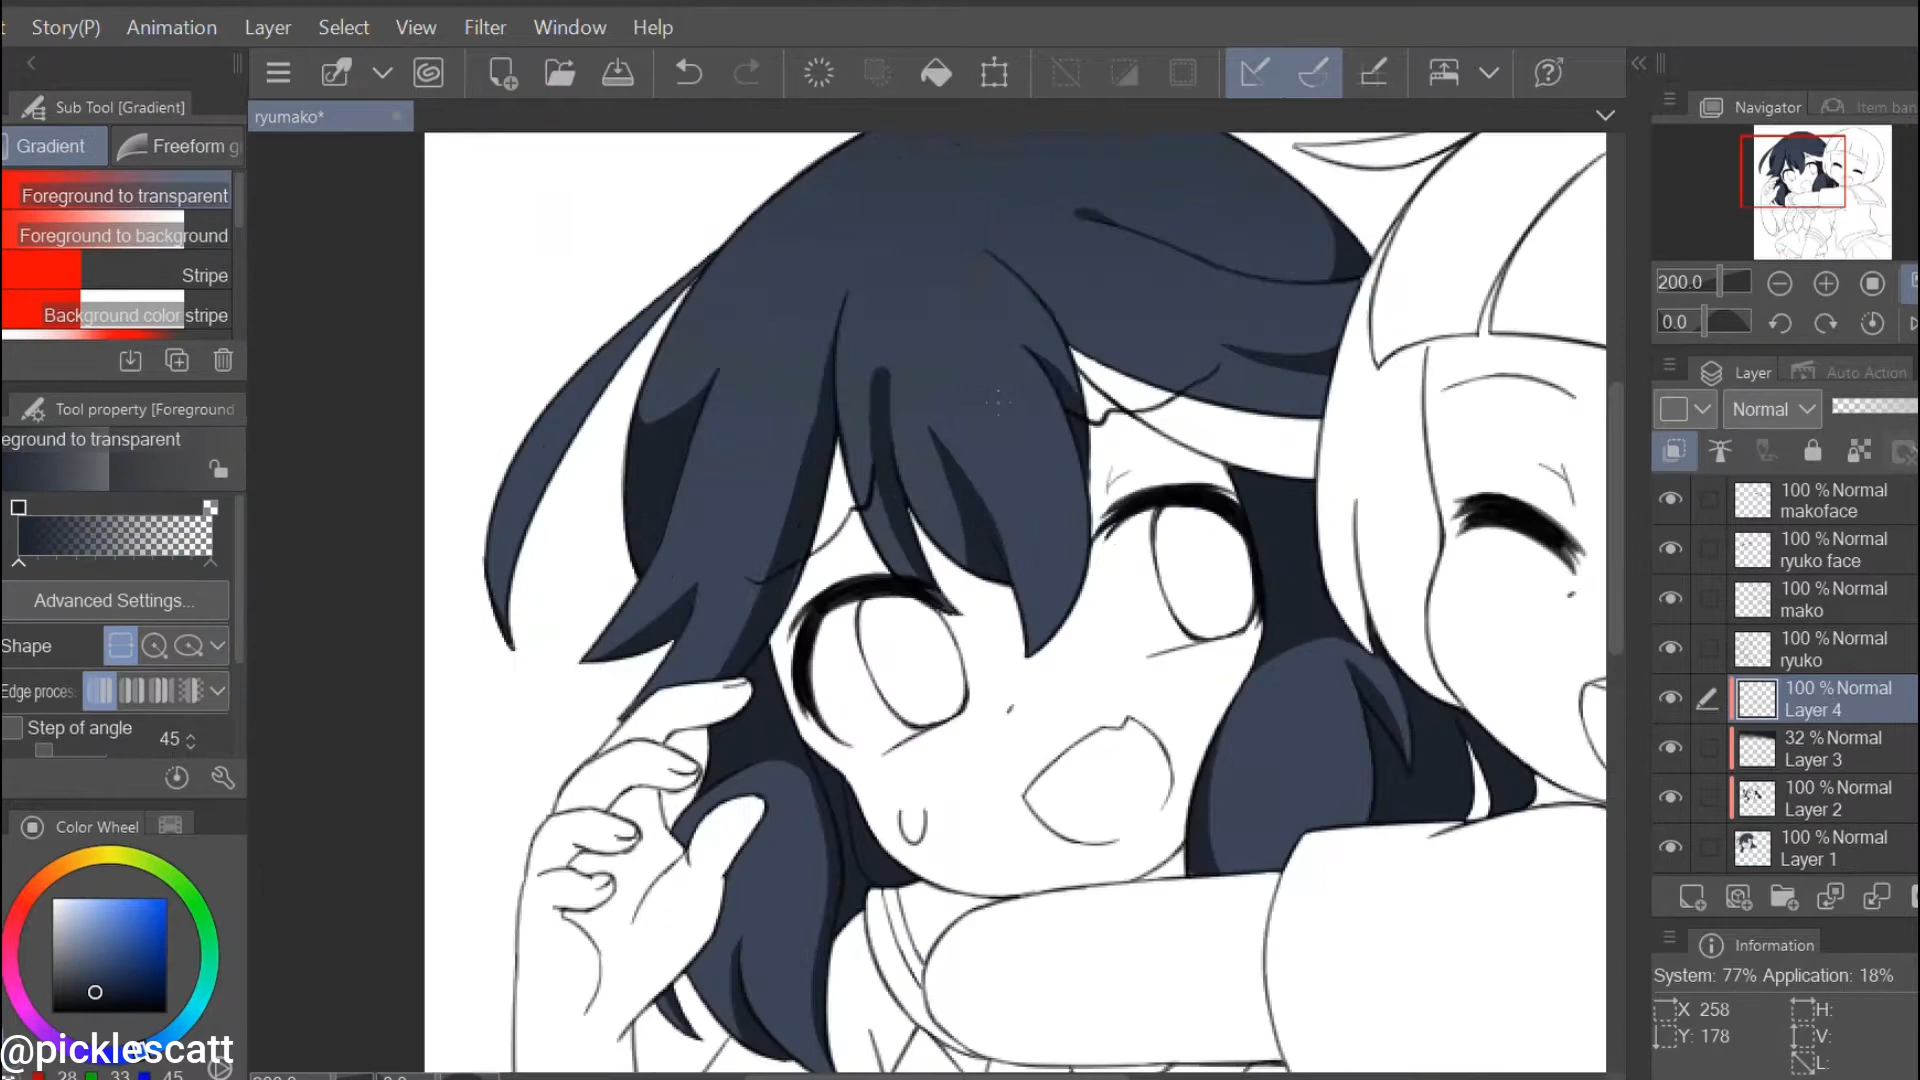 Story(P) Animation Layer Select View Filter Window Help
Sub Tool [Gradient]
ryumako*
Navigator Item ban
Gradient Freeform g
Foreground to transparent
Foreground to background
Stripe
Background color stripe
200.0
0.0
Tool property [Foreground
eground to transparent
Layer Auto Action
Normal
100 % Normal
makoface
100 % Normal
ryuko face
100 % Normal
mako
100 % Normal
ryuko
100 % Normal
Layer 4
32 % Normal
Layer 3
100 % Normal
Layer 2
100 % Normal
Layer 1
Advanced Settings...
Shape
Edge proces:
Step of angle 45
Color Wheel
Information
System: 77% Application: 18%
X 258 H:
Y: 178 V:
L:
@picklescatt
28 33 45